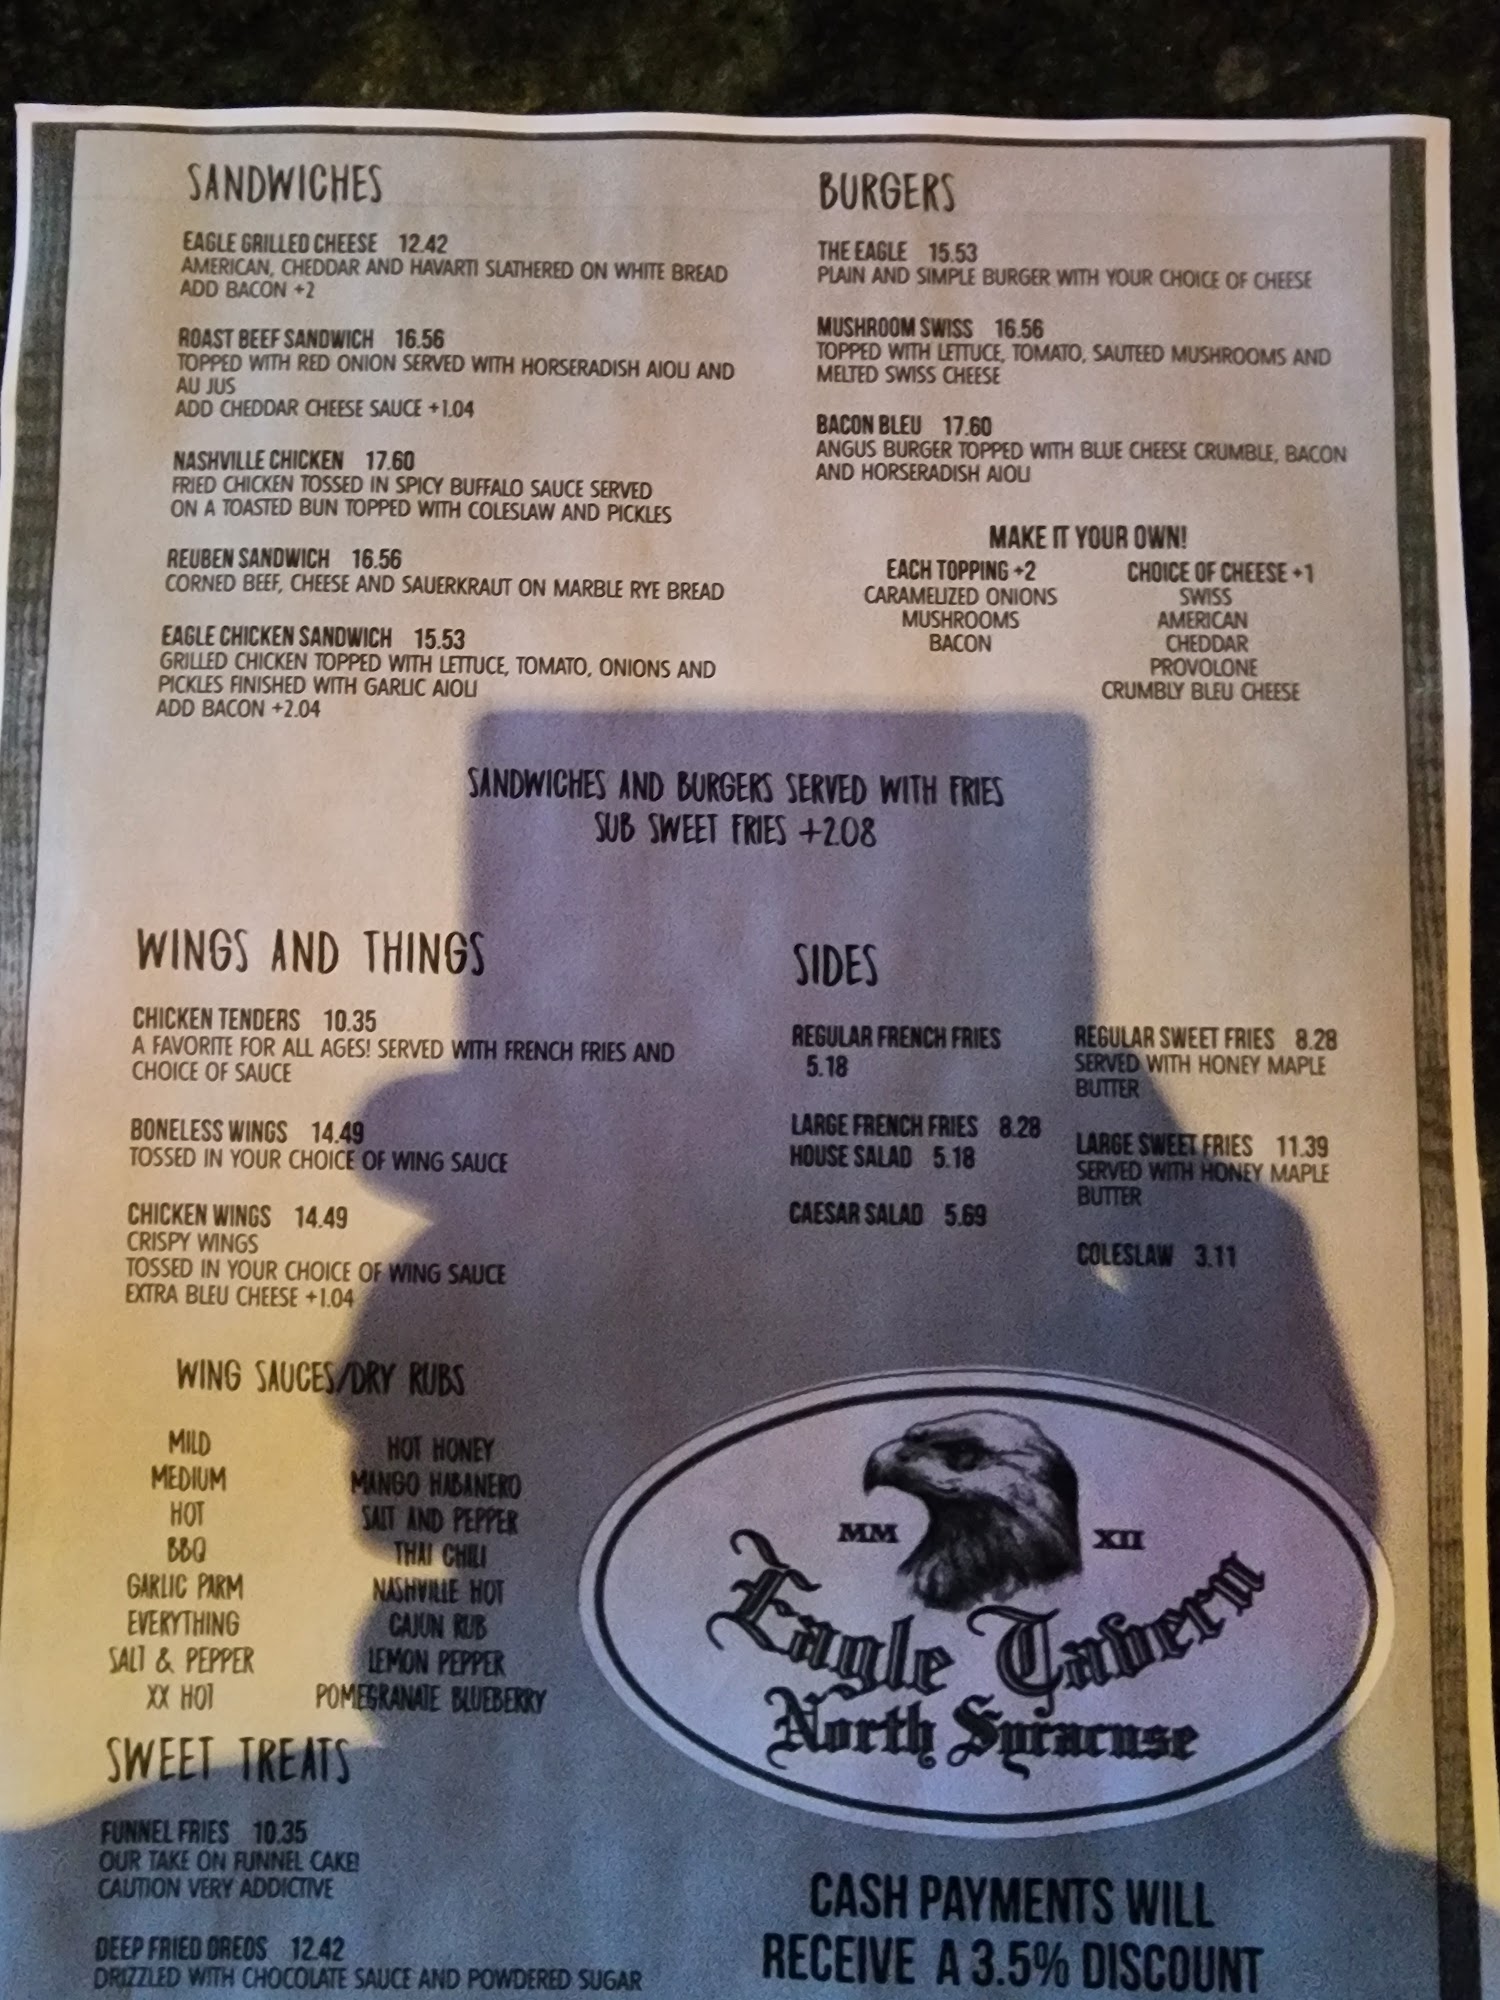 SANDWICHES
EAGLE GRILLED CHEESE 12.42
AMERICAN, CHEDDAR AND HAVARTI SLATHERED ON WHITE BREAD
ADD BACON +2
ROAST BEEF SANDWICH 16.56
TOPPED WITH RED ONION SERVED WITH HORSERADISH AIOLI AND
AU JUS
ADD CHEDDAR CHEESE SAUCE +1.04
NASHVILLE CHICKEN 17.60
FRIED CHICKEN TOSSED IN SPICY BUFFALO SAUCE SERVED
ON A TOASTED BUN TOPPED WITH COLESLAW AND PICKLES
REUBEN SANDWICH 16.56
CORNED BEEF, CHEESE AND SAUERKRAUT ON MARBLE RYE BREAD
EAGLE CHICKEN SANDWICH 15.53
GRILLED CHICKEN TOPPED WITH LETTUCE, TOMATO, ONIONS AND
PICKLES FINISHED WITH GARLIC AIOLI
ADD BACON +2.04
BURGERS
THE EAGLE 15.53
PLAIN AND SIMPLE BURGER WITH YOUR CHOICE OF CHEESE
MUSHROOM SWISS 16.56
TOPPED WITH LETTUCE, TOMATO, SAUTEED MUSHROOMS AND
MELTED SWISS CHEESE
BACON BLEU 17.60
ANGUS BURGER TOPPED WITH BLUE CHEESE CRUMBLE, BACON
AND HORSERADISH AIOLI
MAKE IT YOUR OWN!
EACH TOPPING +2
CARAMELIZED ONIONS
MUSHROOMS
BACON
CHOICE OF CHEESE +1
SWISS
AMERICAN
CHEDDAR
PROVOLONE
CRUMBLY BLEU CHEESE
SANDWICHES AND BURGERS SERVED WITH FRIES
SUB SWEET FRIES +2.08
WINGS AND THINGS
CHICKEN TENDERS 10.35
A FAVORITE FOR ALL AGES! SERVED WITH FRENCH FRIES AND
CHOICE OF SAUCE
BONELESS WINGS 14.49
TOSSED IN YOUR CHOICE OF WING SAUCE
CHICKEN WINGS 14.49
CRISPY WINGS
TOSSED IN YOUR CHOICE OF WING SAUCE
EXTRA BLEU CHEESE +1.04
SIDES
REGULAR FRENCH FRIES
5.18
LARGE FRENCH FRIES 8.28
HOUSE SALAD 5.18
CAESAR SALAD 5.69
REGULAR SWEET FRIES 8.28
SERVED WITH HONEY MAPLE
BUTTER
LARGE SWEET FRIES 11.39
SERVED WITH HONEY MAPLE
BUTTER
COLESLAW 3.11
WING SAUCES/DRY RUBS
MILD
MEDIUM
HOT
BBQ
GARLIC PARM
EVERYTHING
SALT & PEPPER
XX HOT
HOT HONEY
MANGO HABANERO
SALT AND PEPPER
THAI CHILI
NASHVILLE HOT
CAJUN RUB
LEMON PEPPER
POMEGRANATE BLUEBERRY
SWEET TREATS
FUNNEL FRIES 10.35
OUR TAKE ON FUNNEL CAKE!
CAUTION VERY ADDICTIVE
DEEP FRIED OREOS 12.42
DRIZZLED WITH CHOCOLATE SAUCE AND POWDERED SUGAR
MM XII
Eagle Tavern
North Syracuse
CASH PAYMENTS WILL
RECEIVE A 3.5% DISCOUNT